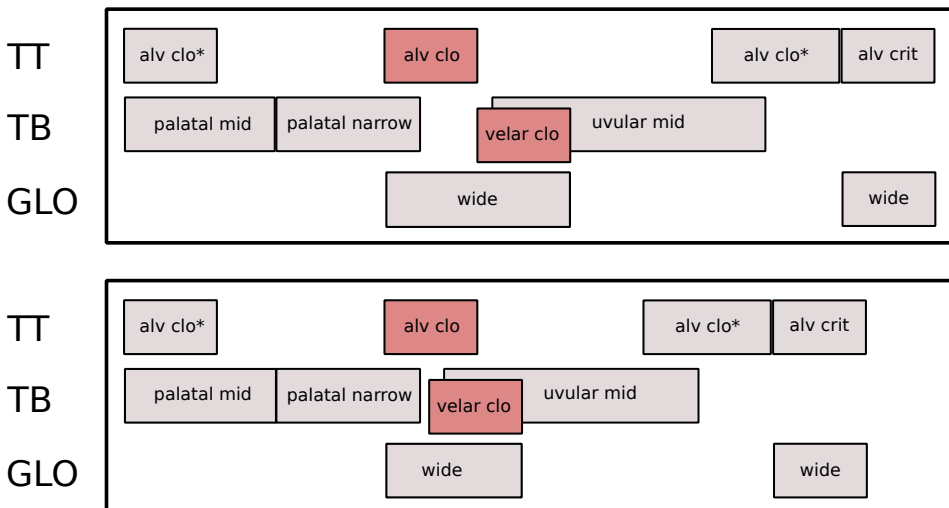 TT alv clo* alv clo alv clo* alv crit
TB palatal mid palatal narrow velar clo uvular mid
GLO wide wide
TT alv clo* alv clo alv clo* alv crit
TB palatal mid palatal narrow velar clo uvular mid
GLO wide wide